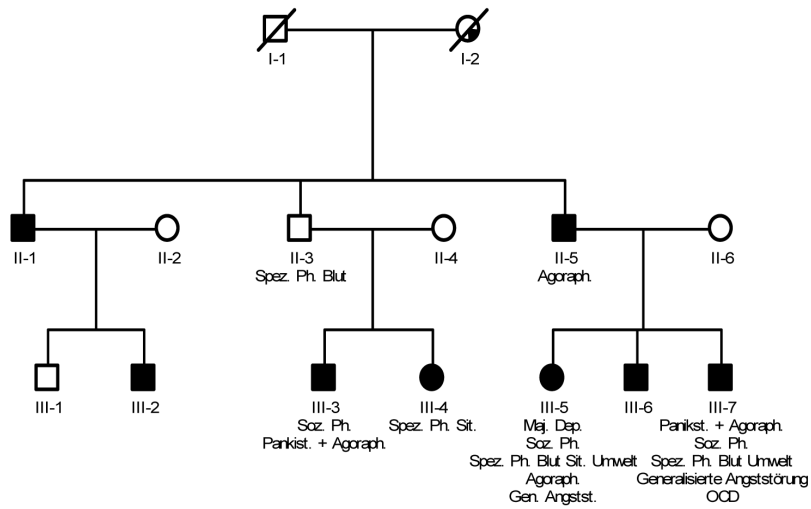 I-1 I-2
II-1 II-2 II-3 II-4 II-5 II-6
Spez. Ph. Blut Agoraph.
III-1 III-2 III-3 III-4 III-5 III-6 III-7
Soz. Ph. Spez. Ph. Sit. Maj. Dep. Panikst. + Agoraph.
Pankist. + Agoraph. Soz. Ph. Soz. Ph.
Spez. Ph. Blut Sit. Umwelt Spez. Ph. Blut Umwelt
Agoraph. Generalisierte Angststörung
Gen. Angstst. OCD